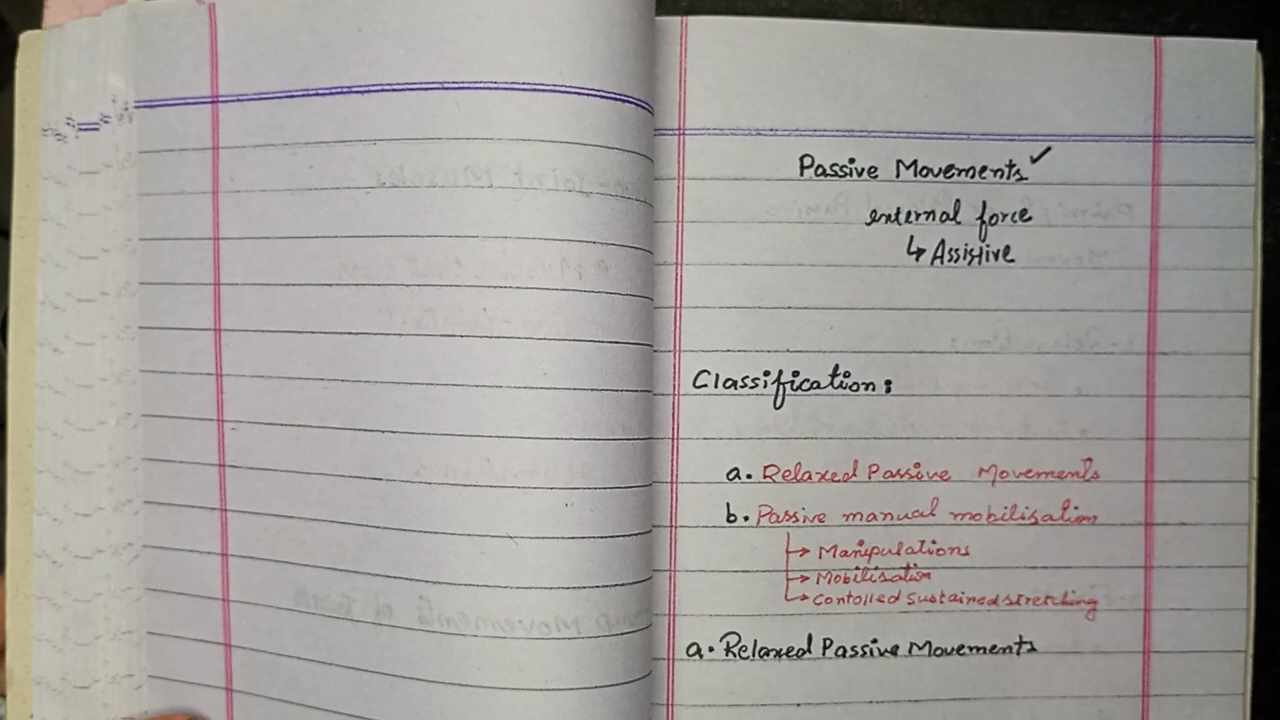 Passive Movements ✓
external force
↳ Assistive
Classification:
a. Relaxed Passive Movements
b. Passive manual mobilisation
→ Manipulations
→ Mobilisation
→ Contolled sustained stretching
a. Relaxed Passive Movements